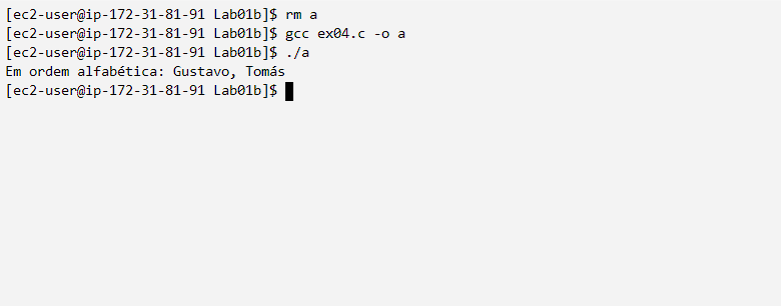 [ec2-user@ip-172-31-81-91 Lab01b]$ rm a
[ec2-user@ip-172-31-81-91 Lab01b]$ gcc ex04.c -o a
[ec2-user@ip-172-31-81-91 Lab01b]$ ./a
Em ordem alfabética: Gustavo, Tomás
[ec2-user@ip-172-31-81-91 Lab01b]$